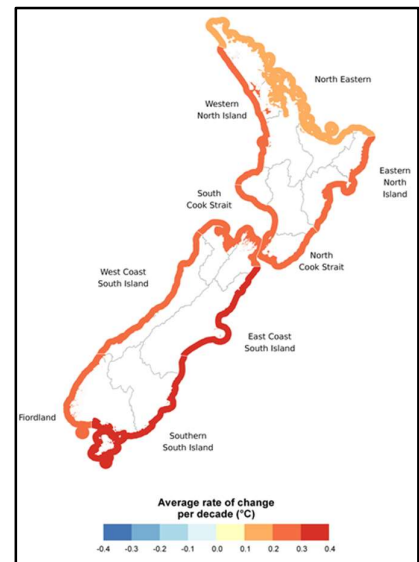 North Eastern
Western
North Island
Eastern
North
Island
South
Cook Strait
North
Cook Strait
West Coast
South Island
East Coast
South Island
Fiordland
Southern
South Island
Average rate of change
per decade (°C)
-0.4 -0.3 -0.2 -0.1 0.0 0.1 0.2 0.3 0.4